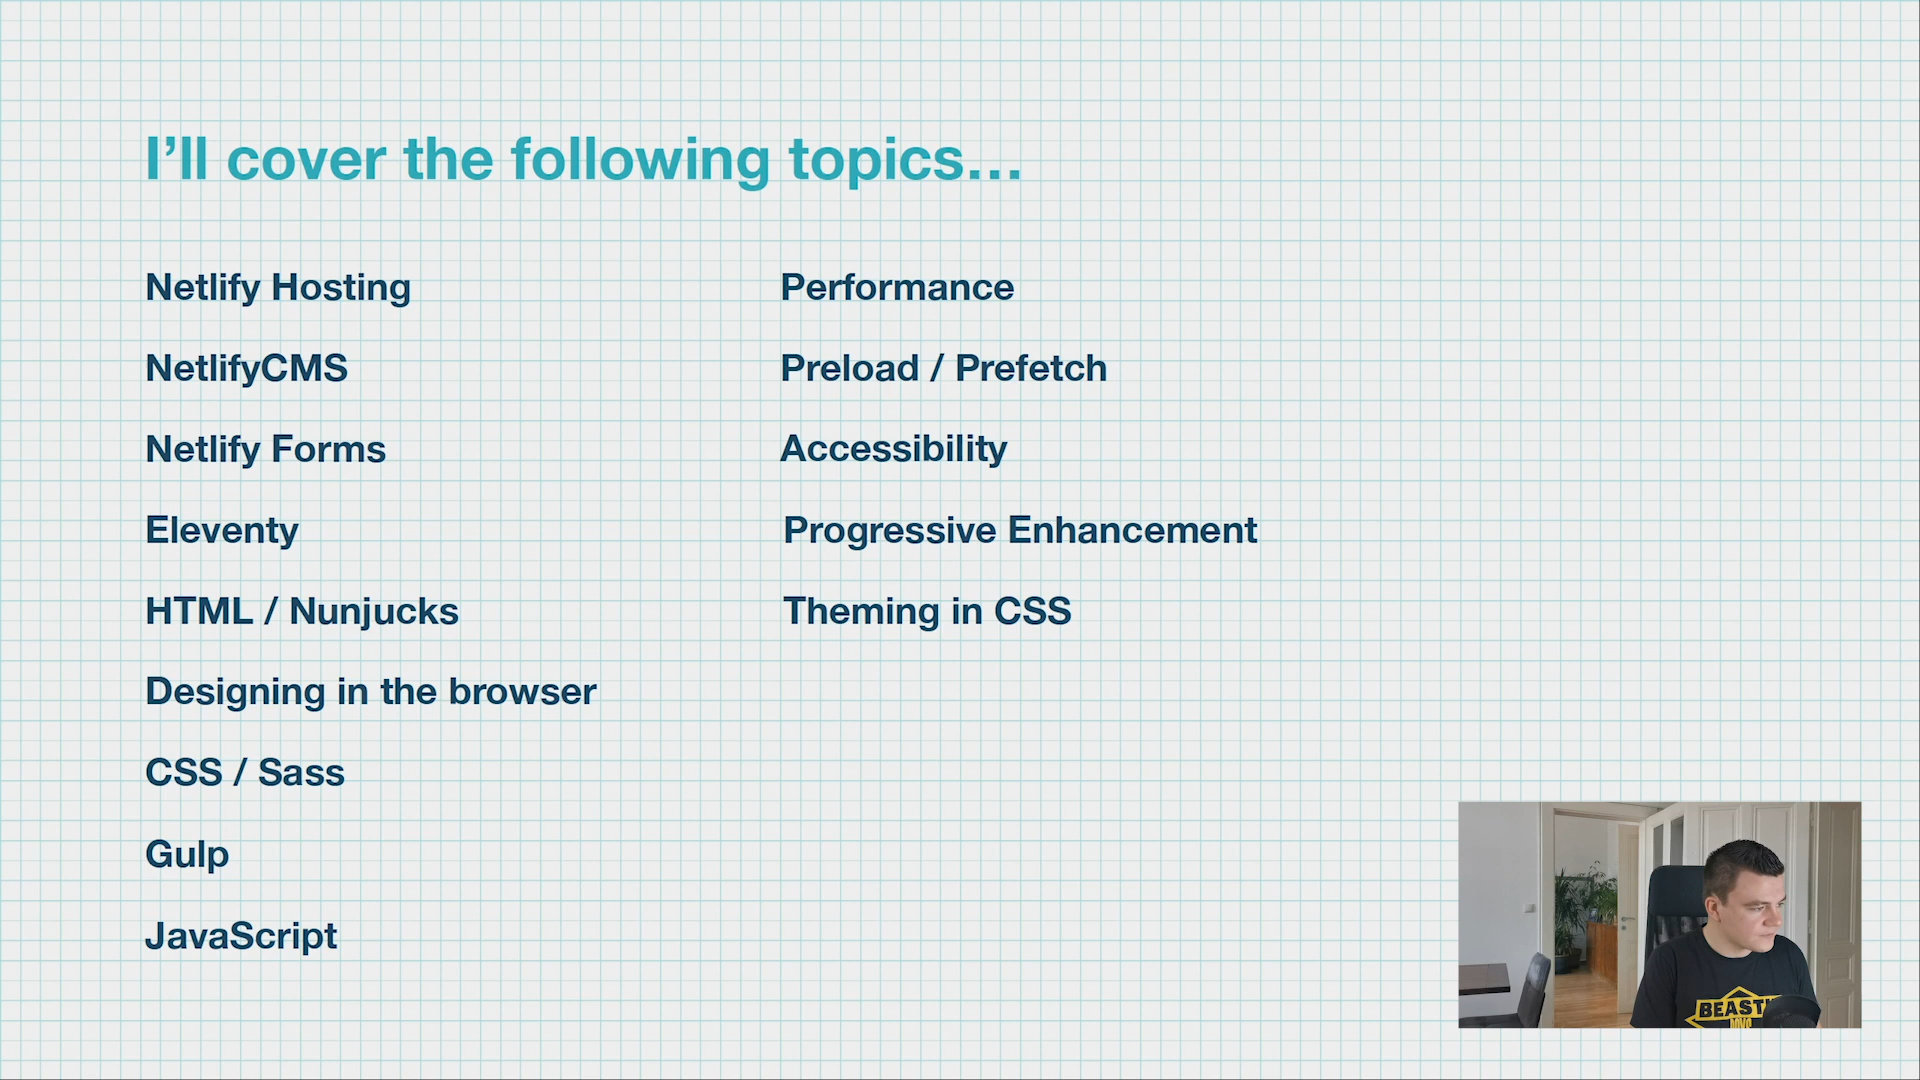 I’ll cover the following topics…
Netlify Hosting
NetlifyCMS
Netlify Forms
Eleventy
HTML / Nunjucks
Designing in the browser
CSS / Sass
Gulp
JavaScript
Performance
Preload / Prefetch
Accessibility
Progressive Enhancement
Theming in CSS